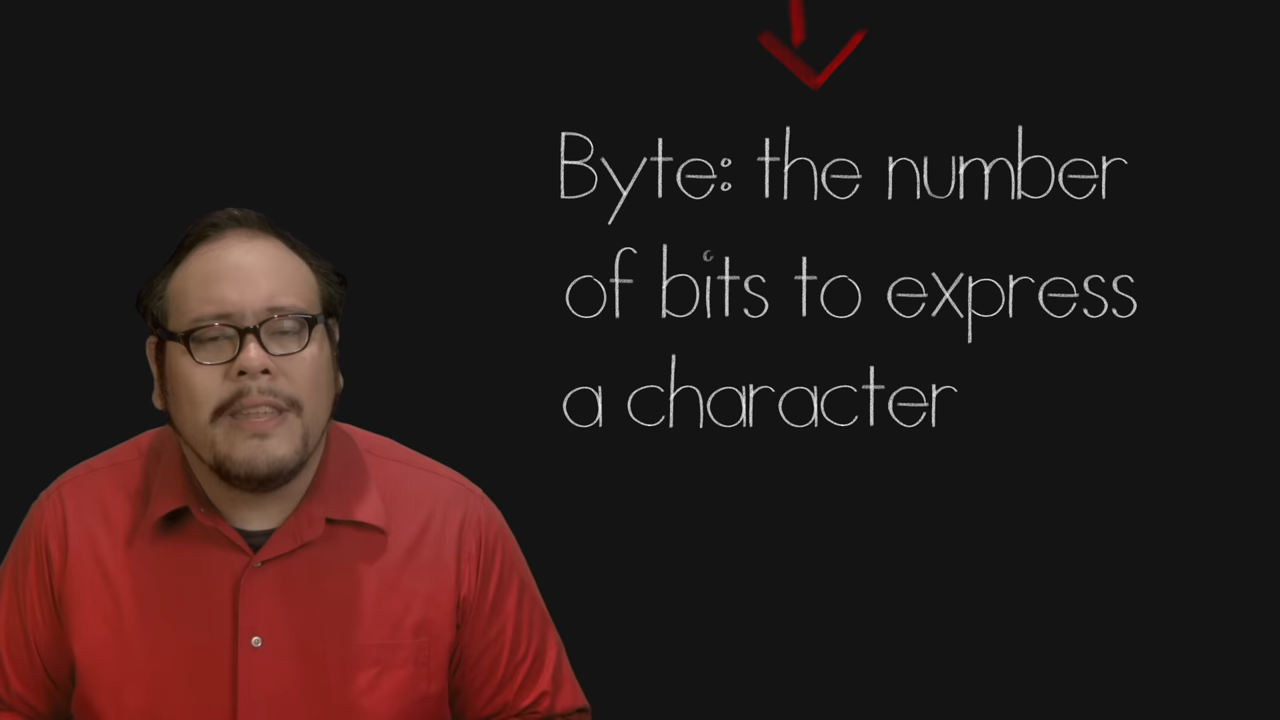 Byte: the number
of bits to express
a character